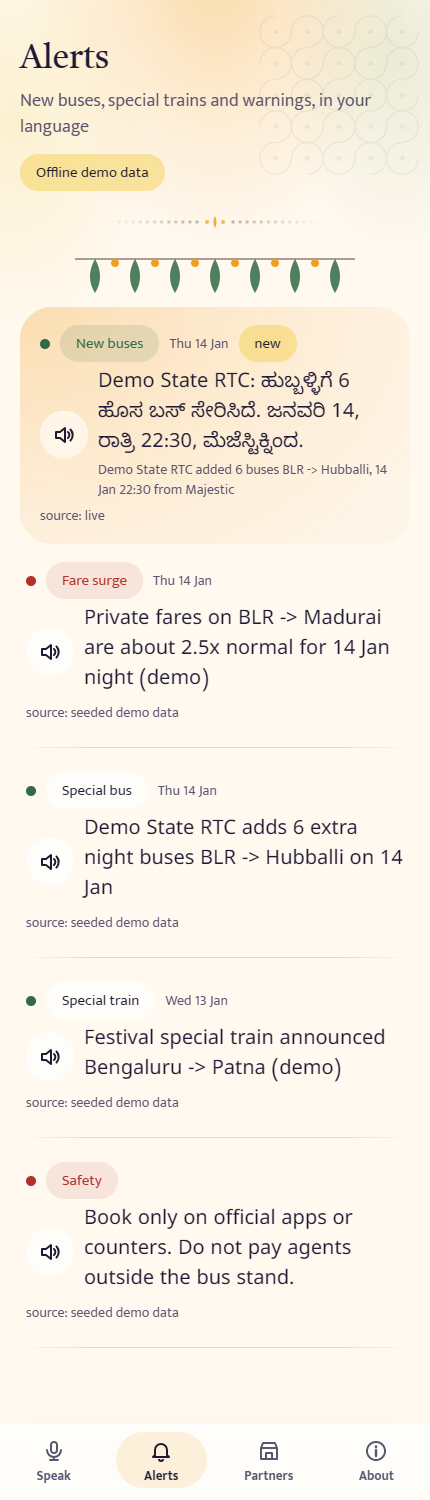 Alerts
New buses, special trains and warnings, in your
language
Offline demo data
New buses Thu 14 Jan new
Demo State RTC: ಹುಬ್ಬಳ್ಳಿಗೆ 6
ಹೊಸ ಬಸ್ ಸೇರಿಸಿದೆ. ಜನವರಿ 14,
ರಾತ್ರಿ 22:30, ಮೆಜೆಸ್ಟಿಕ್ನಿಂದ.
Demo State RTC added 6 buses BLR -> Hubballi, 14
Jan 22:30 from Majestic
source: live
Fare surge Thu 14 Jan
Private fares on BLR -> Madurai
are about 2.5x normal for 14 Jan
night (demo)
source: seeded demo data
Special bus Thu 14 Jan
Demo State RTC adds 6 extra
night buses BLR -> Hubballi on 14
Jan
source: seeded demo data
Special train Wed 13 Jan
Festival special train announced
Bengaluru -> Patna (demo)
source: seeded demo data
Safety
Book only on official apps or
counters. Do not pay agents
outside the bus stand.
source: seeded demo data
Speak Alerts Partners About